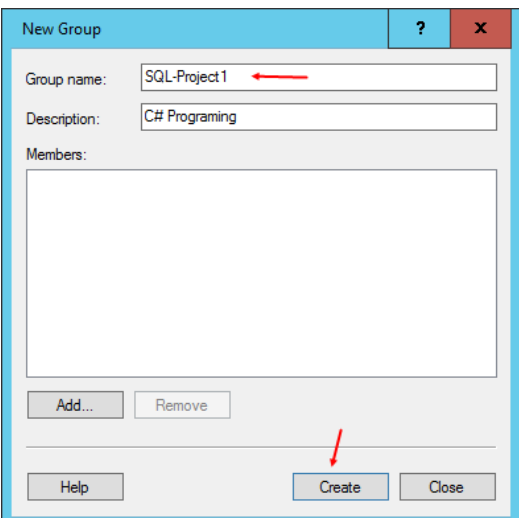 New Group
?
x
Group name: SQL-Project1
Description: C# Programing
Members:
Add... Remove
Help Create Close